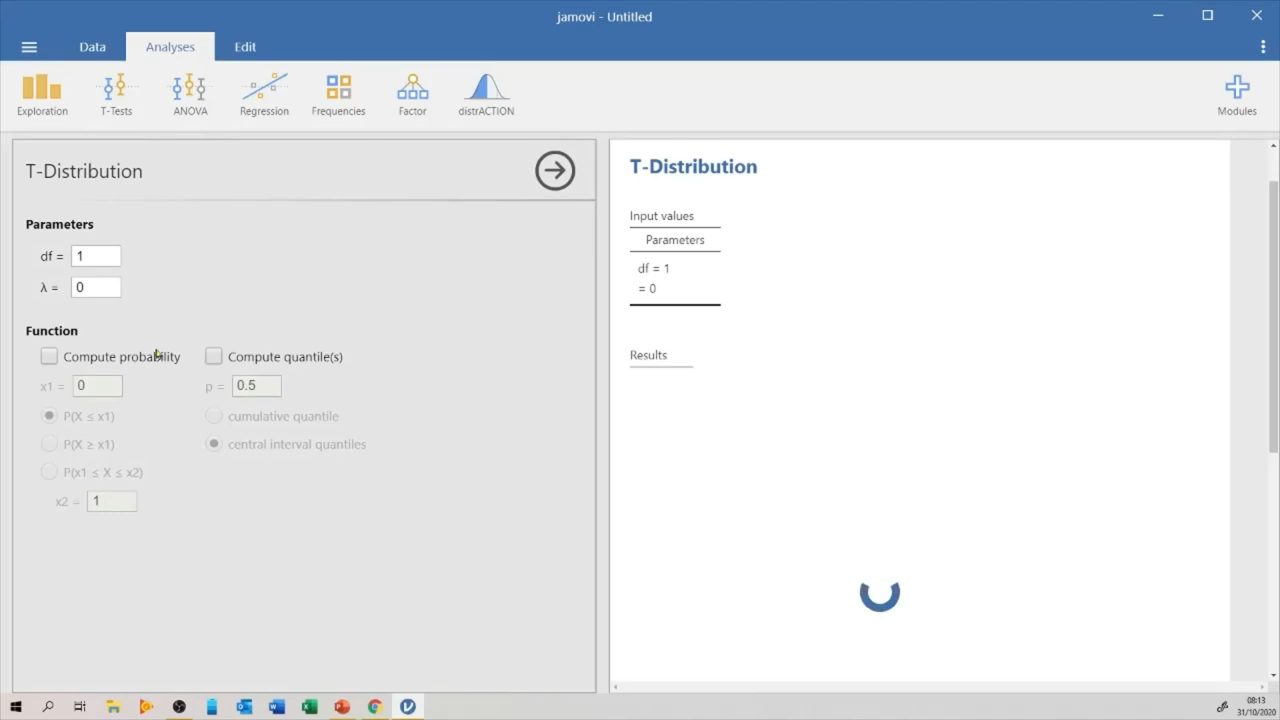 jamovi - Untitled
Data Analyses Edit
Exploration T-Tests ANOVA Regression Frequencies Factor distrACTION Modules
T-Distribution
Parameters
df = 1
λ = 0
Function
Compute probability Compute quantile(s)
x1 = 0 p = 0.5
P(X ≤ x1) cumulative quantile
P(X ≥ x1) central interval quantiles
P(x1 ≤ X ≤ x2)
x2 = 1
T-Distribution
Input values
Parameters
df = 1
= 0
Results
08:13
31/10/2020